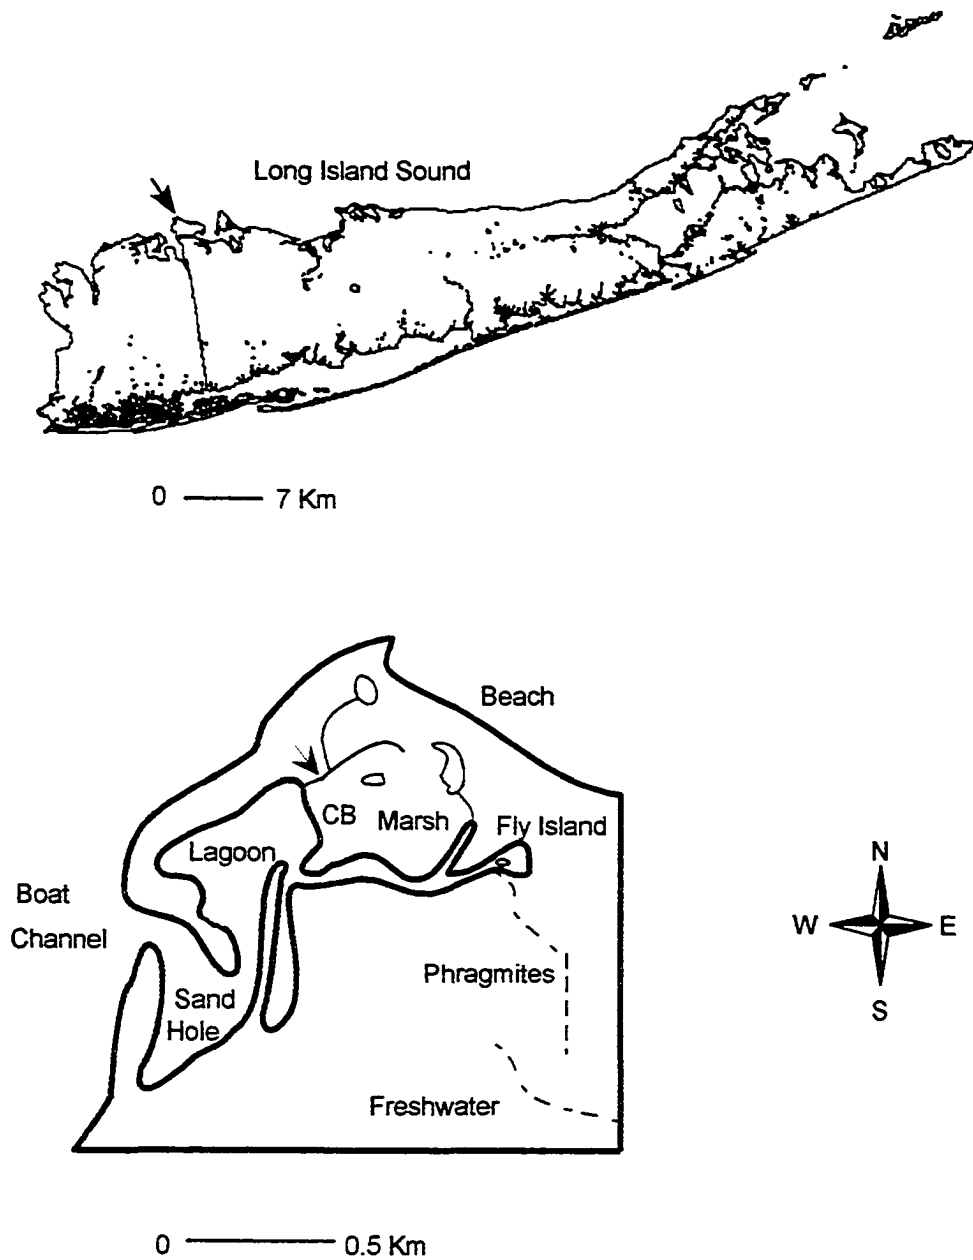 Long Island Sound
0 7 Km
Beach
CB
Marsh
Fly Island
Lagoon
Boat
Channel
N
W E
S
Phragmites
Sand
Hole
Freshwater
0 0.5 Km